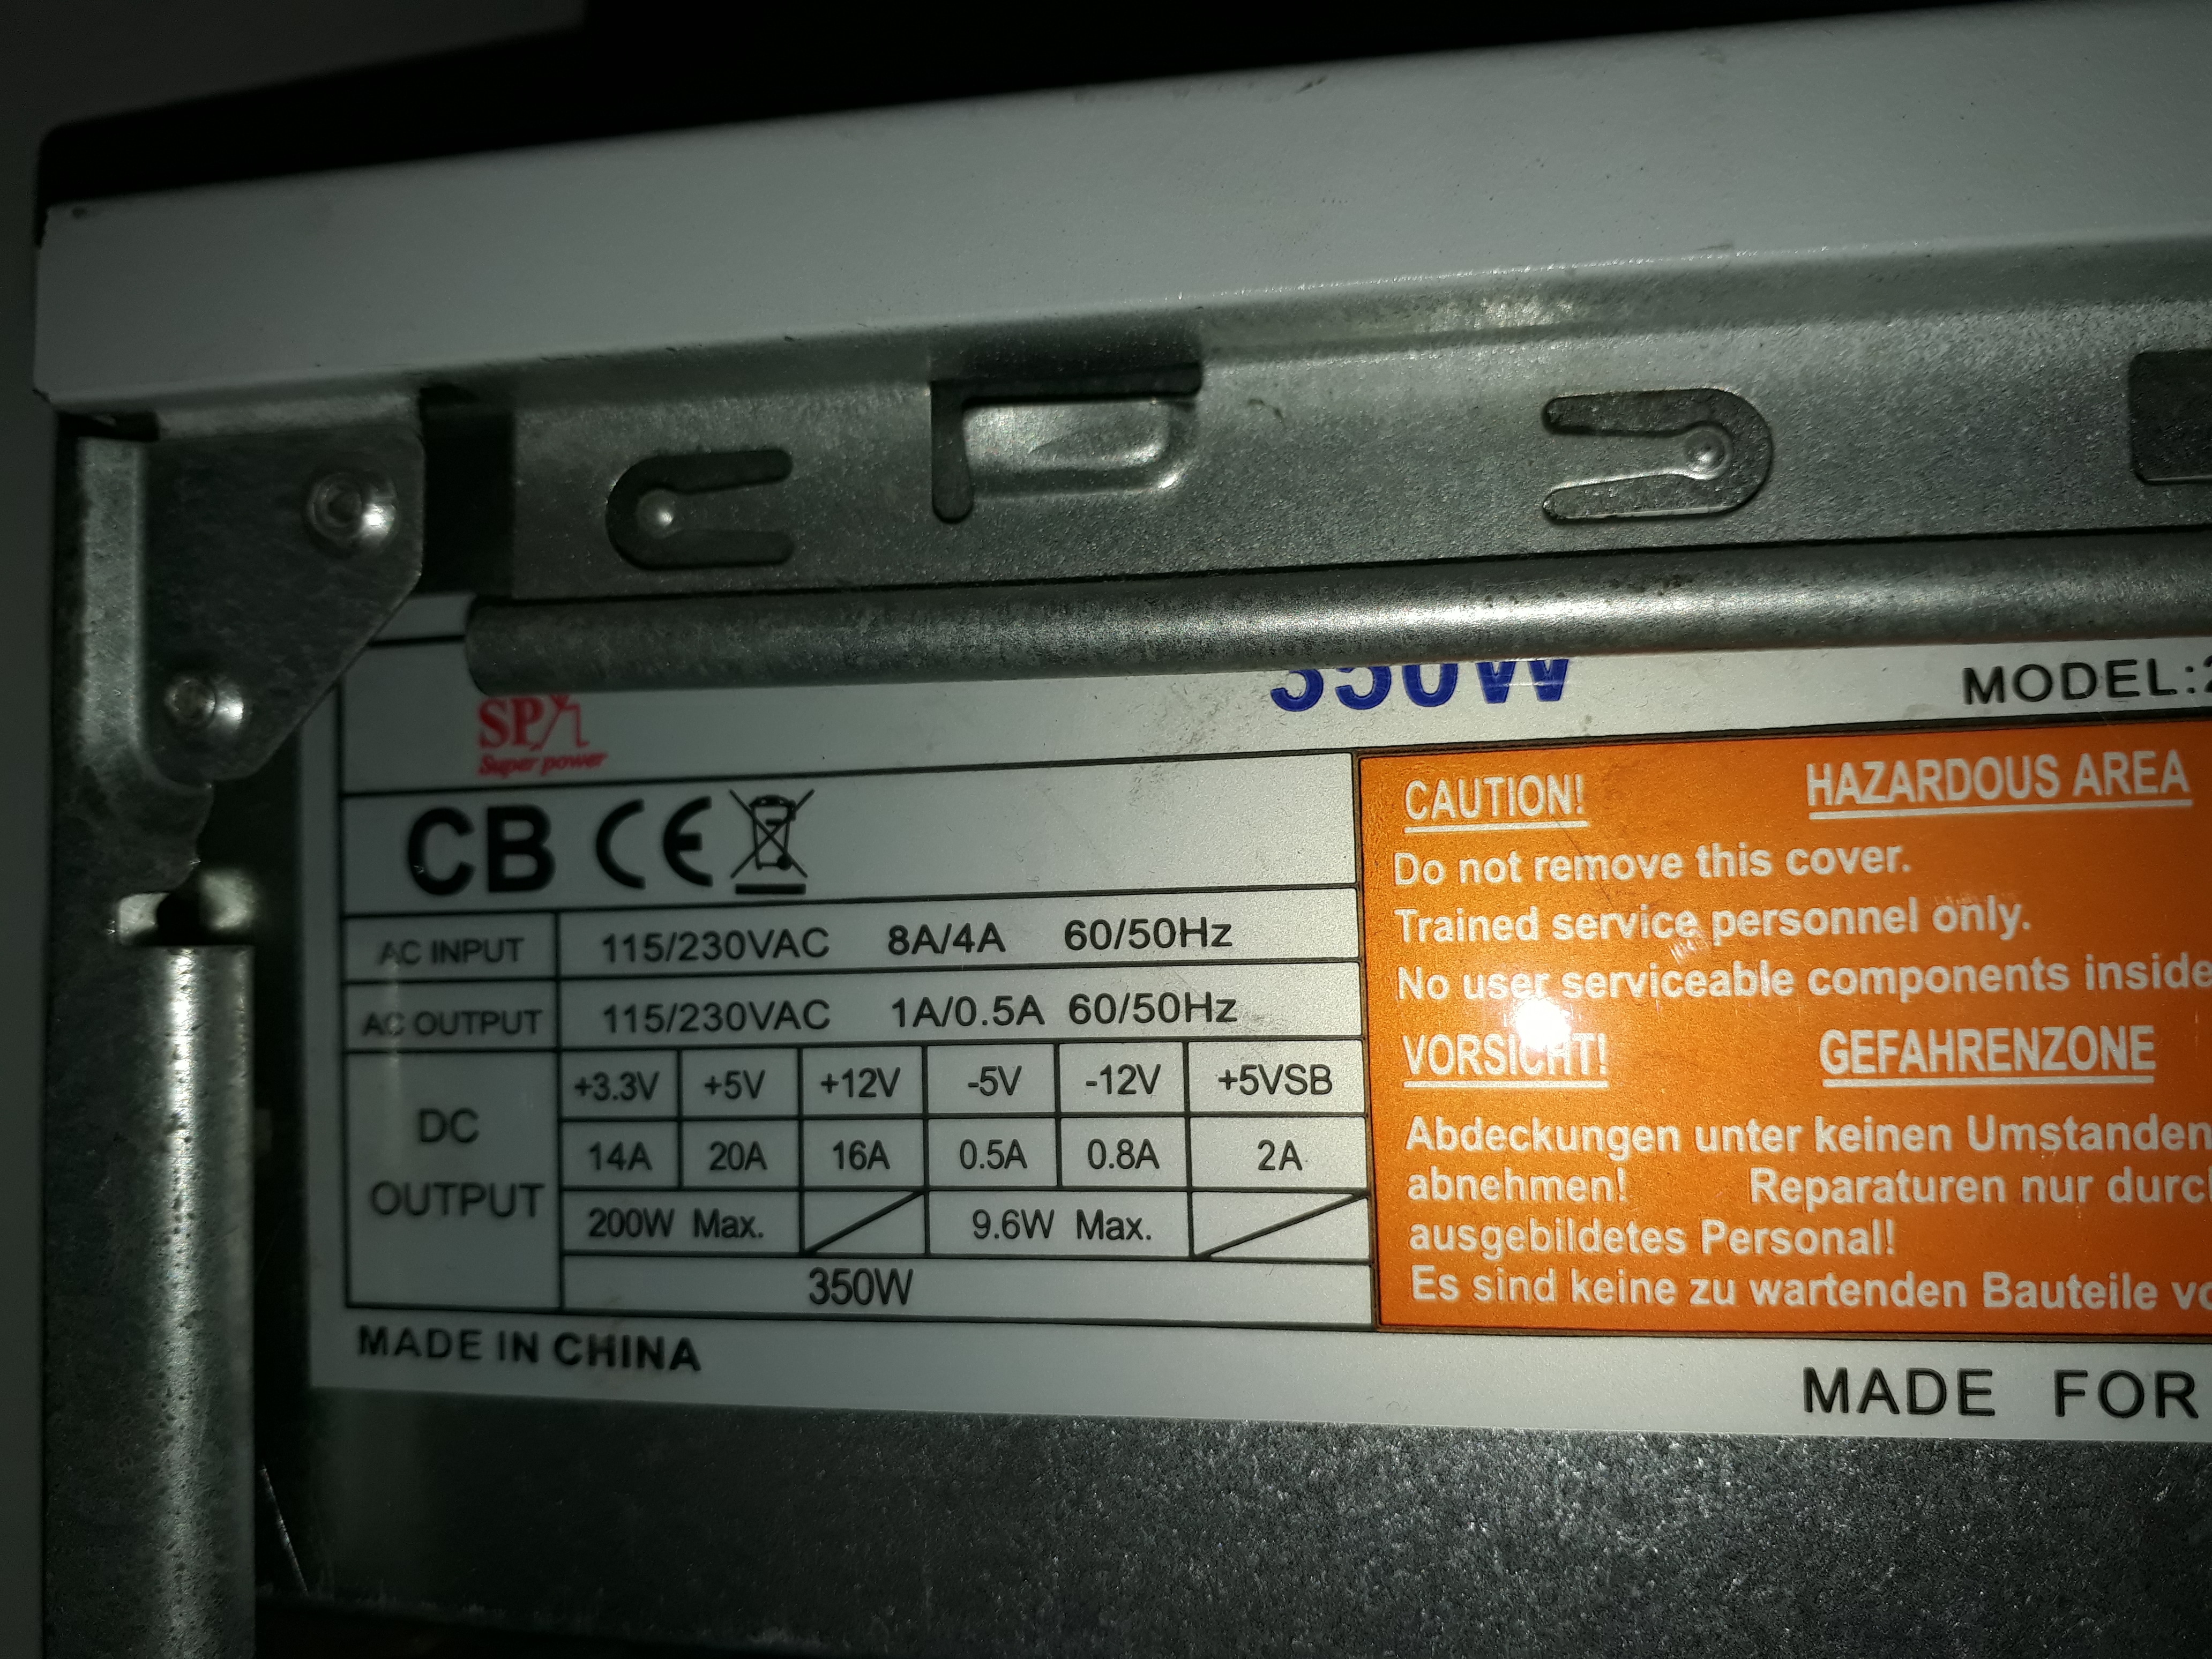 350W
MODEL:2
SP
Super power
CB CE
CAUTION! HAZARDOUS AREA
Do not remove this cover.
Trained service personnel only.
No user serviceable components inside
VORSICHT! GEFAHRENZONE
Abdeckungen unter keinen Umstanden
abnehmen! Reparaturen nur durc
ausgebildetes Personal!
Es sind keine zu wartenden Bauteile vo
AC INPUT 115/230VAC 8A/4A 60/50Hz
AC OUTPUT 115/230VAC 1A/0.5A 60/50Hz
DC OUTPUT
+3.3V +5V +12V -5V -12V +5VSB
14A 20A 16A 0.5A 0.8A 2A
200W Max. 9.6W Max.
350W
MADE IN CHINA
MADE FOR